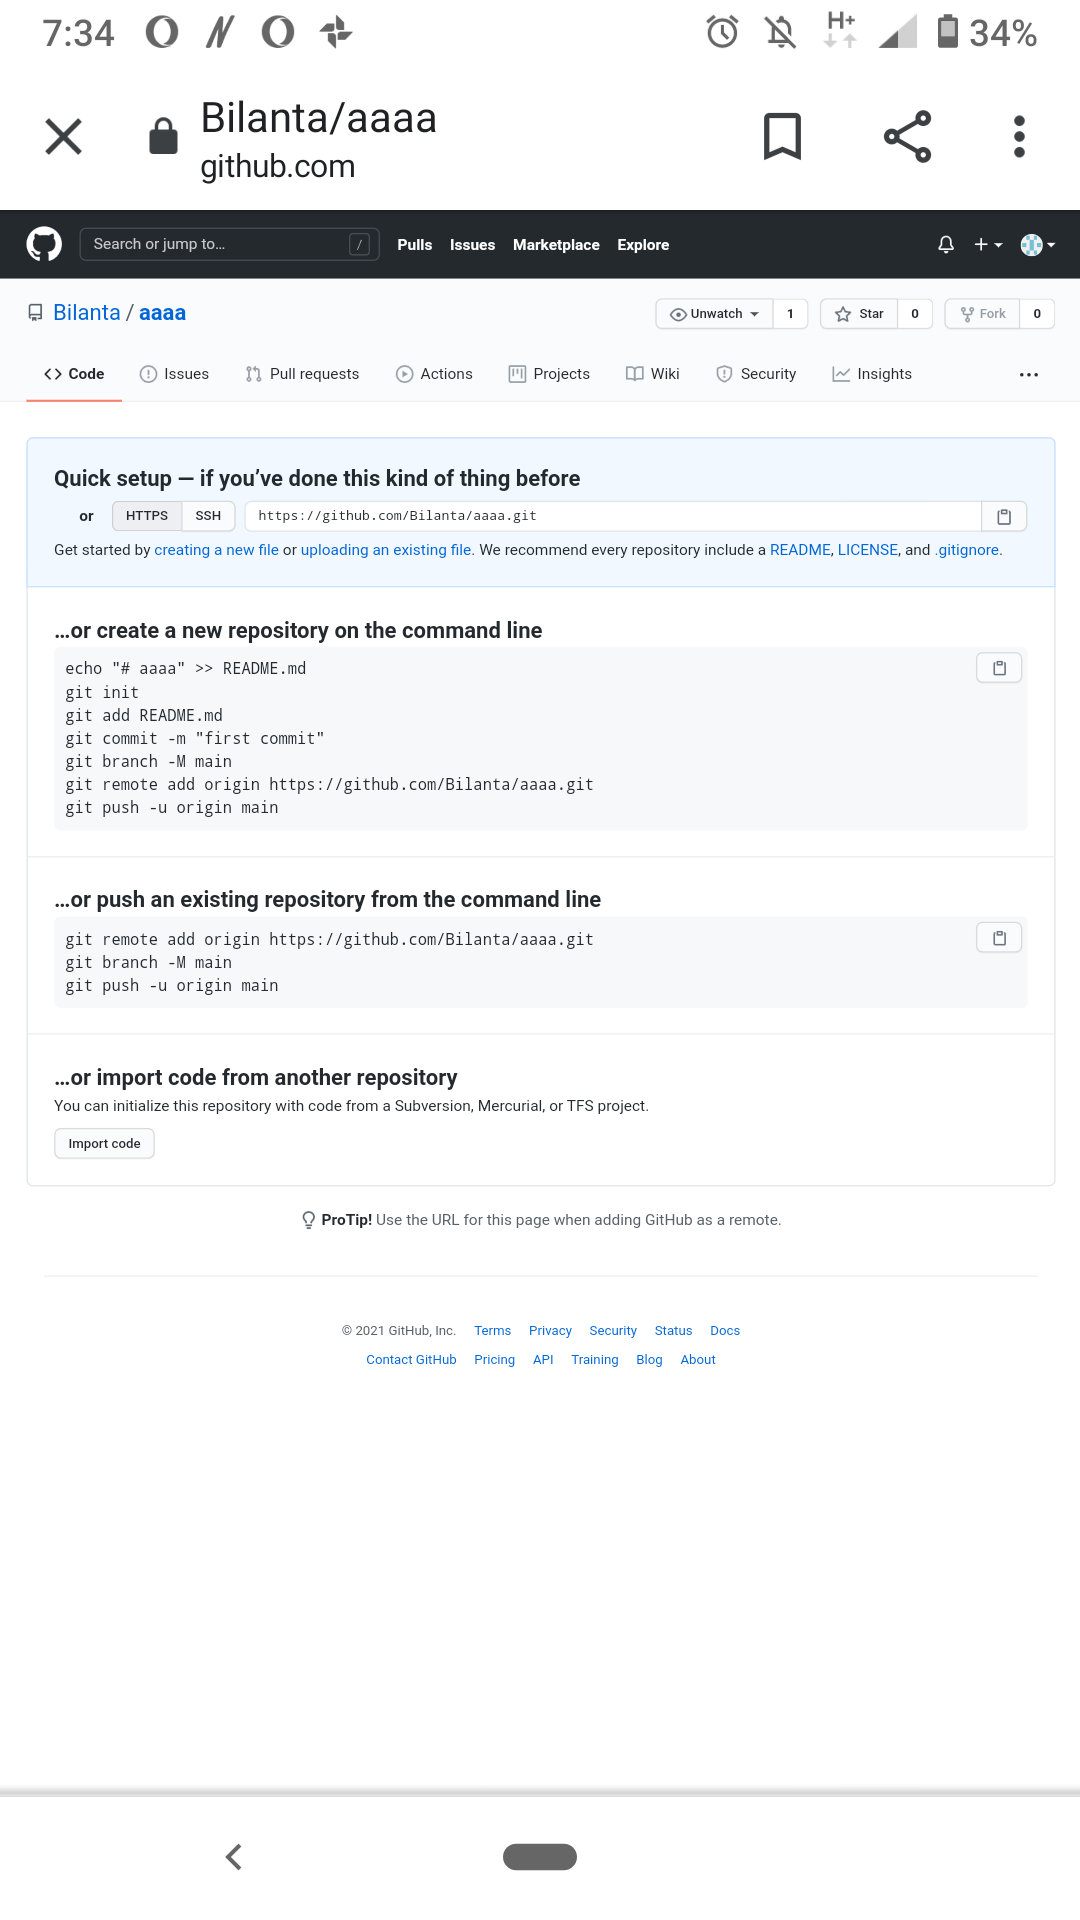 7:34 H+ 34%
Bilanta/aaaa
github.com
Search or jump to… / Pulls Issues Marketplace Explore
Bilanta / aaaa Unwatch 1 Star 0 Fork 0
Code Issues Pull requests Actions Projects Wiki Security Insights
Quick setup — if you’ve done this kind of thing before
or HTTPS SSH https://github.com/Bilanta/aaaa.git
Get started by creating a new file or uploading an existing file. We recommend every repository include a README, LICENSE, and .gitignore.
…or create a new repository on the command line
echo "# aaaa" >> README.md
git init
git add README.md
git commit -m "first commit"
git branch -M main
git remote add origin https://github.com/Bilanta/aaaa.git
git push -u origin main
…or push an existing repository from the command line
git remote add origin https://github.com/Bilanta/aaaa.git
git branch -M main
git push -u origin main
…or import code from another repository
You can initialize this repository with code from a Subversion, Mercurial, or TFS project.
Import code
ProTip! Use the URL for this page when adding GitHub as a remote.
© 2021 GitHub, Inc. Terms Privacy Security Status Docs
Contact GitHub Pricing API Training Blog About